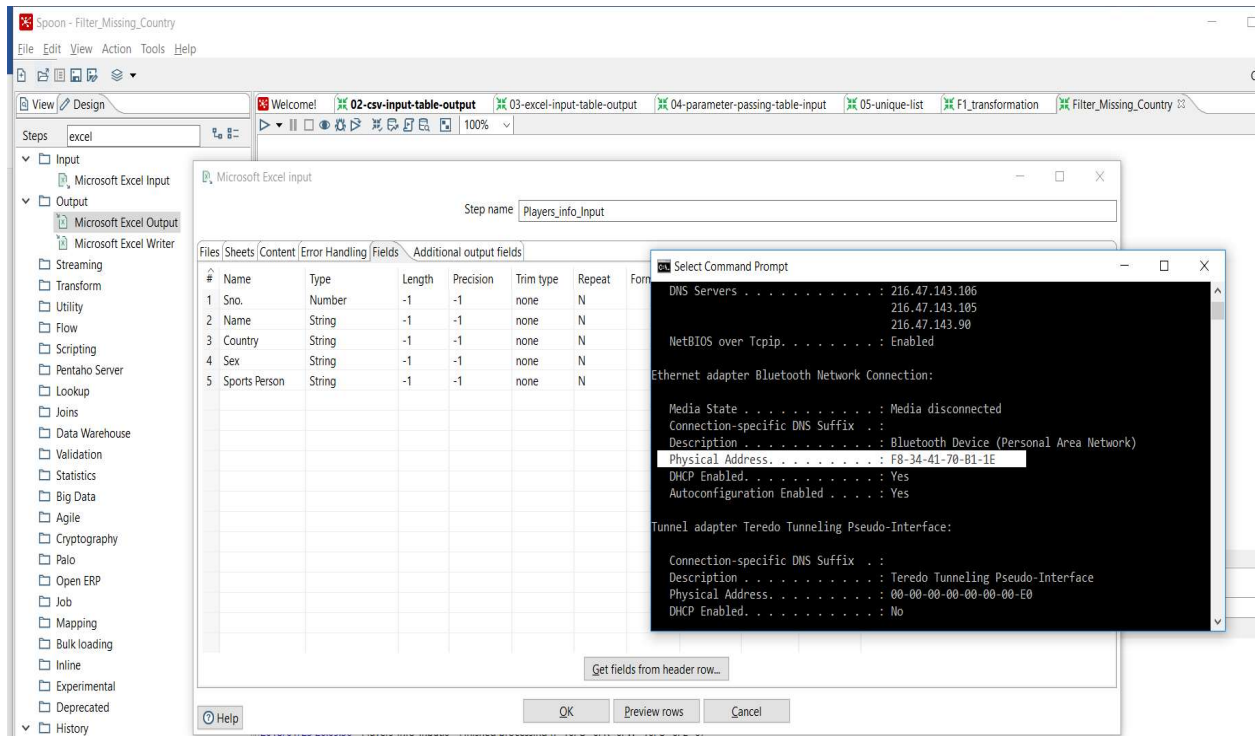 Spoon - Filter_Missing_Country
File Edit View Action Tools Help
View Design
Welcome! 02-csv-input-table-output 03-excel-input-table-output 04-parameter-passing-table-input 05-unique-list F1_transformation Filter_Missing_Country
100%
Steps excel
Input
Microsoft Excel Input
Output
Microsoft Excel Output
Microsoft Excel Writer
Streaming
Transform
Utility
Flow
Scripting
Pentaho Server
Lookup
Joins
Data Warehouse
Validation
Statistics
Big Data
Agile
Cryptography
Palo
Open ERP
Job
Mapping
Bulk loading
Inline
Experimental
Deprecated
History
Microsoft Excel input
Step name Players_info_Input
Files Sheets Content Error Handling Fields Additional output fields
# Name Type Length Precision Trim type Repeat Form
1 Sno. Number -1 -1 none N
2 Name String -1 -1 none N
3 Country String -1 -1 none N
4 Sex String -1 -1 none N
5 Sports Person String -1 -1 none N
Get fields from header row...
Help OK Preview rows Cancel
Select Command Prompt
DNS Servers . . . . . . . . . . . : 216.47.143.106
216.47.143.105
216.47.143.90
NetBIOS over Tcpip. . . . . . . . : Enabled
Ethernet adapter Bluetooth Network Connection:
Media State . . . . . . . . . . . : Media disconnected
Connection-specific DNS Suffix . :
Description . . . . . . . . . . . : Bluetooth Device (Personal Area Network)
Physical Address. . . . . . . . . : F8-34-41-70-B1-1E
DHCP Enabled. . . . . . . . . . . : Yes
Autoconfiguration Enabled . . . . : Yes
Tunnel adapter Teredo Tunneling Pseudo-Interface:
Connection-specific DNS Suffix . :
Description . . . . . . . . . . . : Teredo Tunneling Pseudo-Interface
Physical Address. . . . . . . . . : 00-00-00-00-00-00-00-E0
DHCP Enabled. . . . . . . . . . . : No